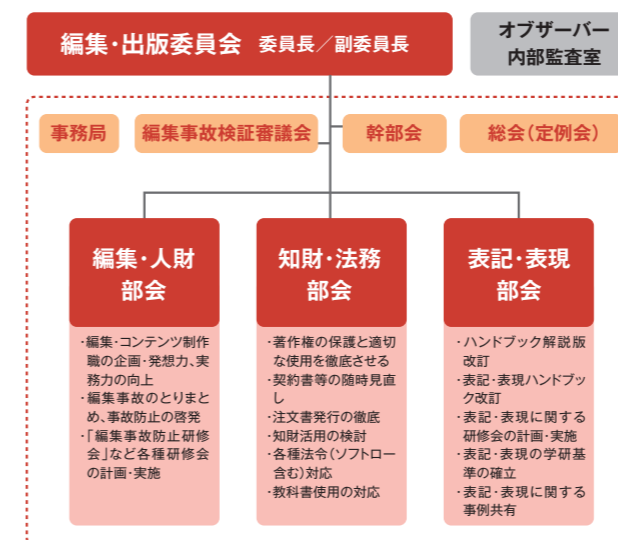 編集・出版委員会 委員長／副委員長
オブザーバー
内部監査室
事務局
編集事故検証審議会
幹部会
総会（定例会）
編集・人財
部会
・編集・コンテンツ制作
職の企画・発想力、実
務力の向上
・編集事故のとりまと
め、事故防止の啓発
・「編集事故防止研修
会」など各種研修会
の計画・実施
知財・法務
部会
・著作権の保護と適切
な使用を徹底させる
・契約書等の随時見直
し
・注文書発行の徹底
・知財活用の検討
・各種法令（ソフトロー
含む）対応
・教科書使用の対応
表記・表現
部会
・ハンドブック解説版
改訂
・表記・表現ハンドブッ
ク改訂
・表記・表現に関する
研修会の計画・実施
・表記・表現の学研基
準の確立
・表記・表現に関する
事例共有